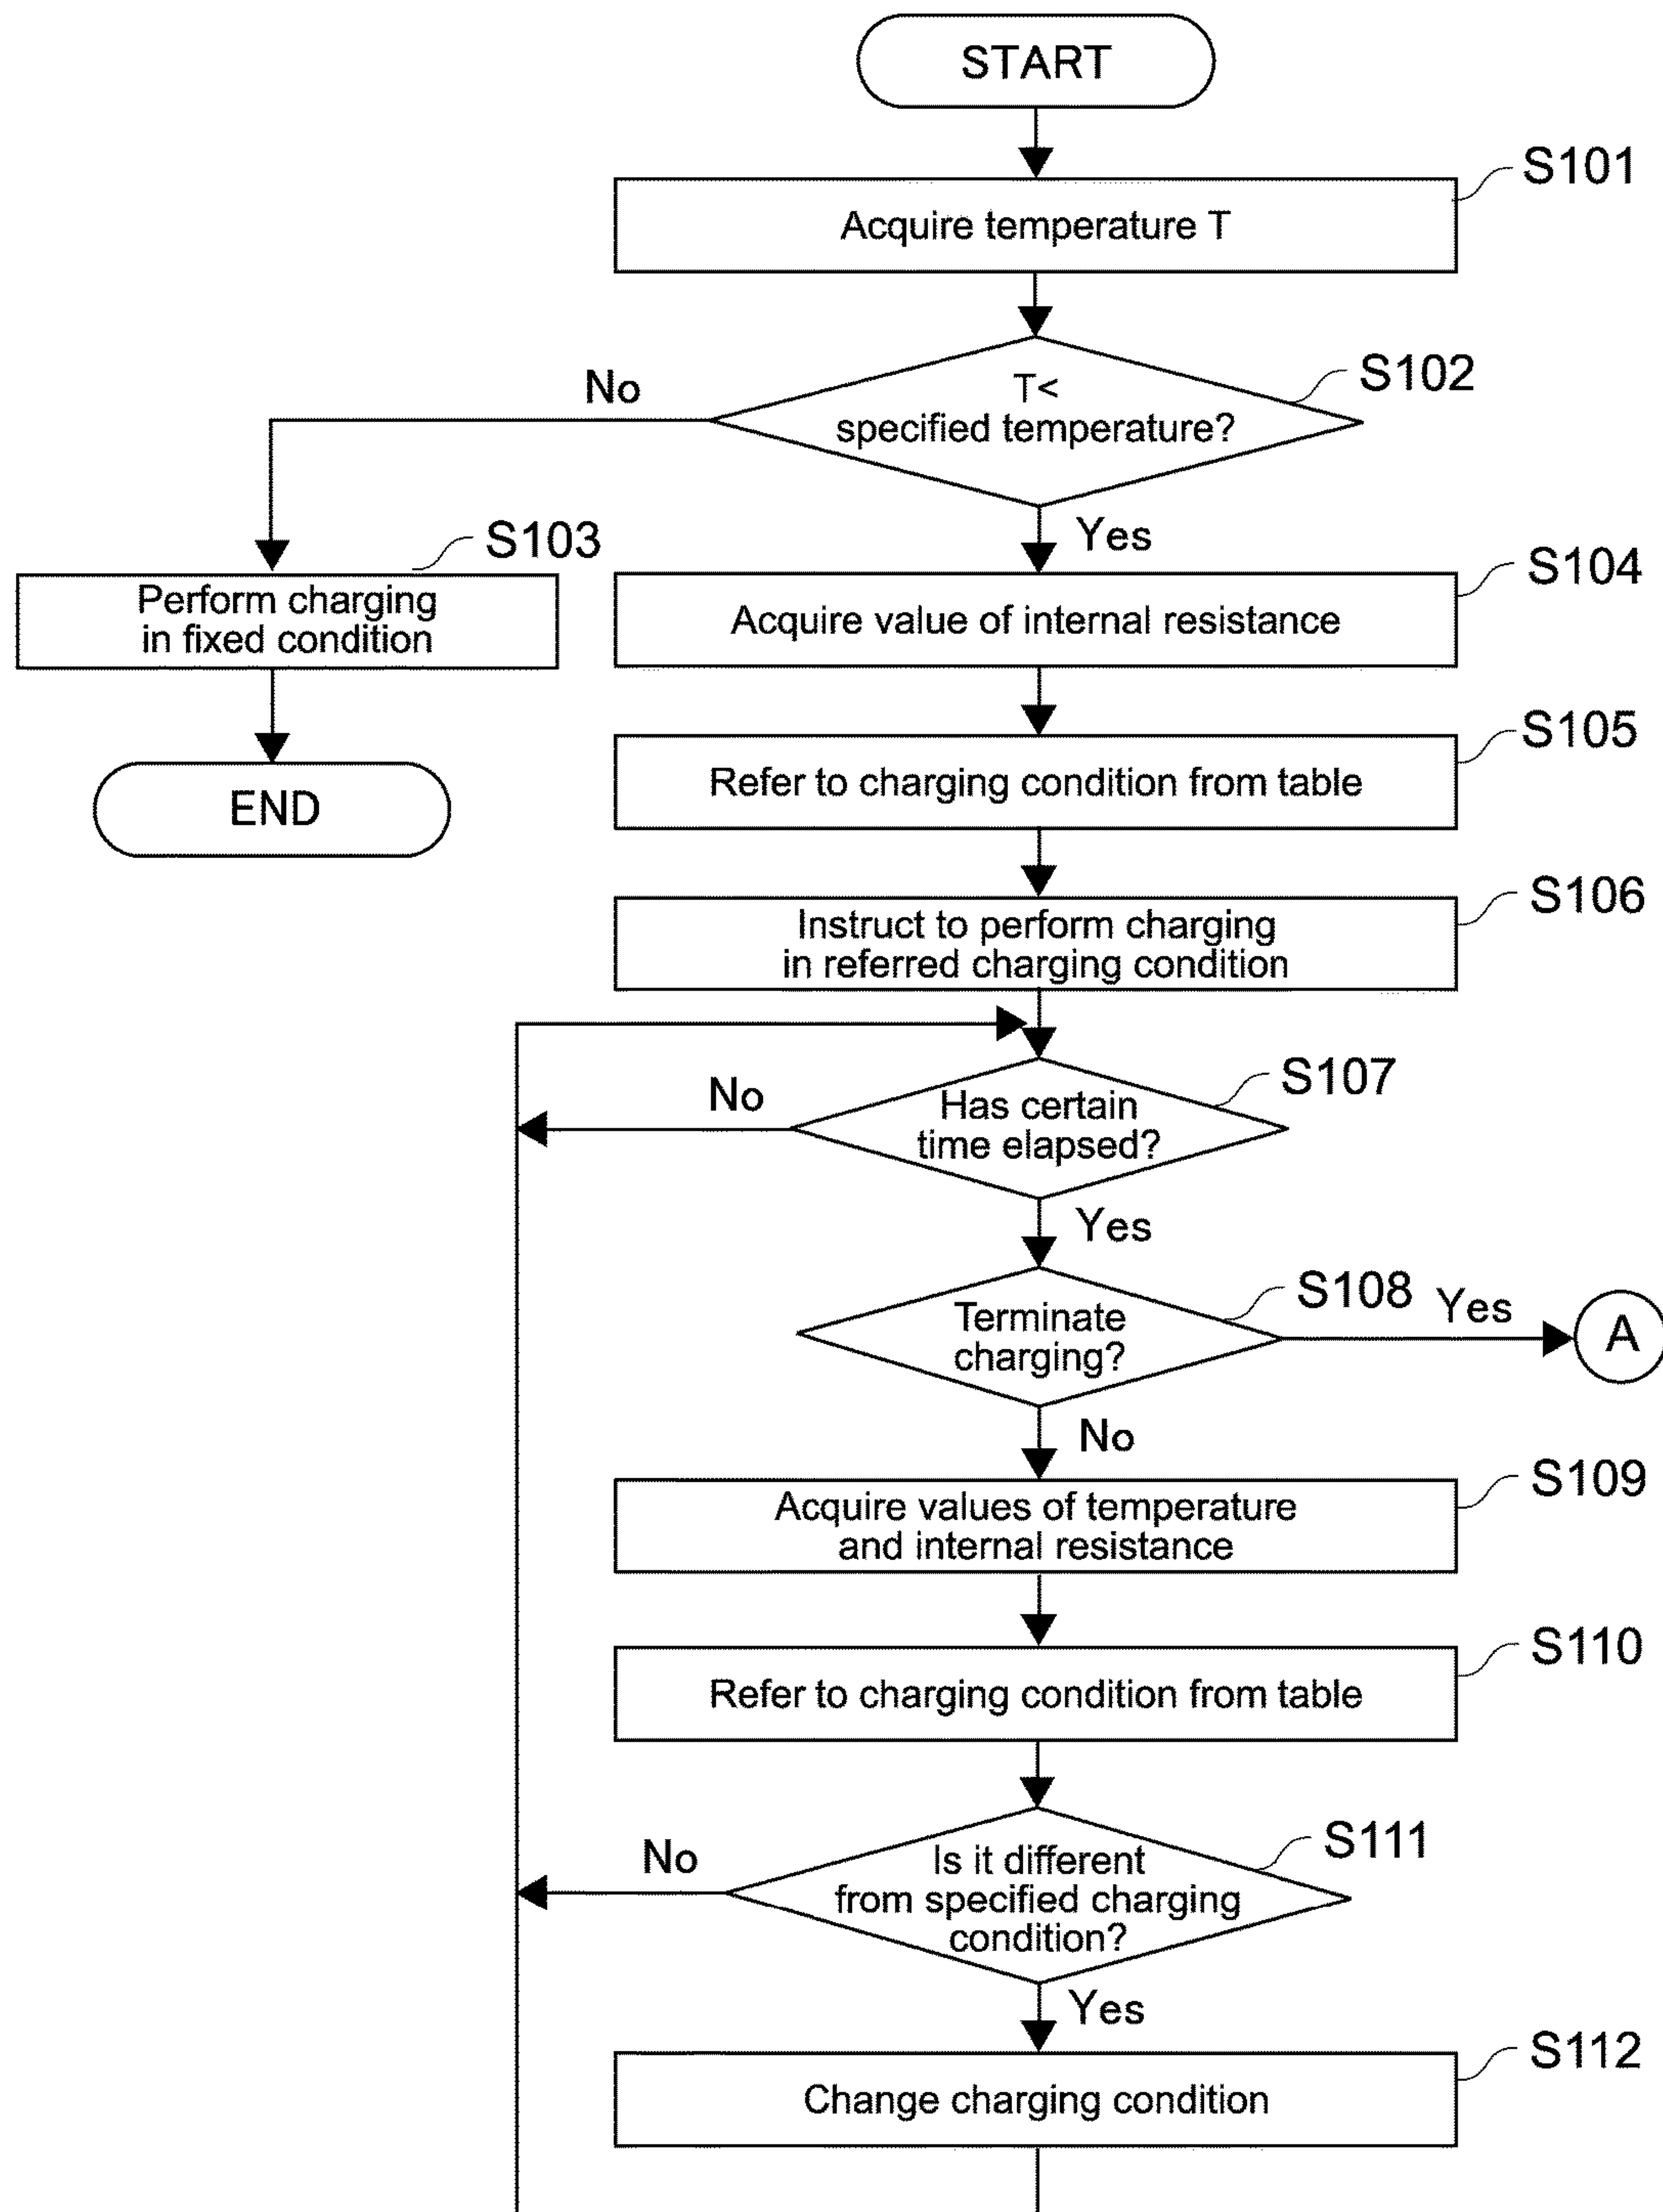 START
S101
Acquire temperature T
S102
T<
specified temperature?
No
Yes
S103
Perform charging
in fixed condition
END
S104
Acquire value of internal resistance
S105
Refer to charging condition from table
S106
Instruct to perform charging
in referred charging condition
S107
Has certain
time elapsed?
No
Yes
S108
Terminate
charging?
Yes
A
No
S109
Acquire values of temperature
and internal resistance
S110
Refer to charging condition from table
S111
Is it different
from specified charging
condition?
No
Yes
S112
Change charging condition